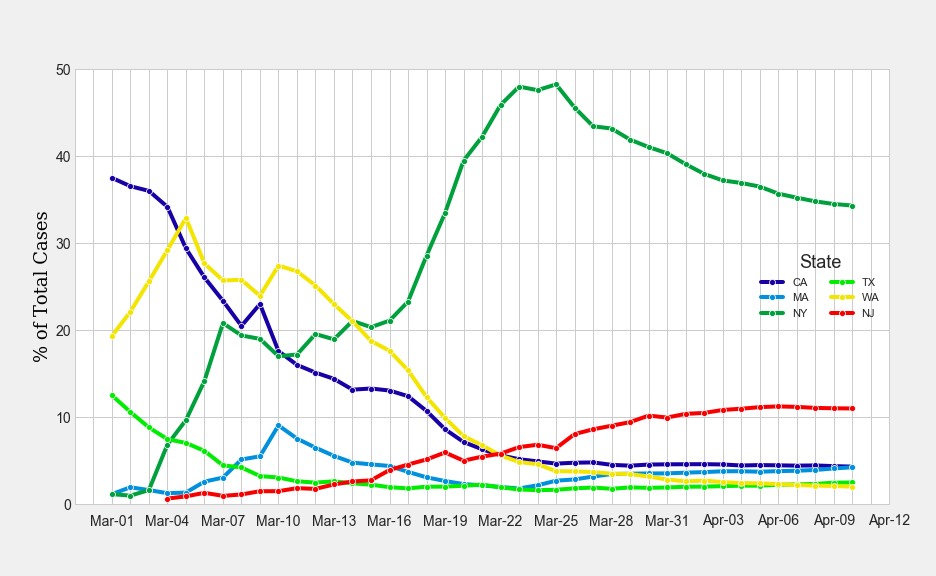 50
40
30
20
10
0
% of Total Cases
State
CA TX
MA WA
NY NJ
Mar-01 Mar-04 Mar-07 Mar-10 Mar-13 Mar-16 Mar-19 Mar-22 Mar-25 Mar-28 Mar-31 Apr-03 Apr-06 Apr-09 Apr-12